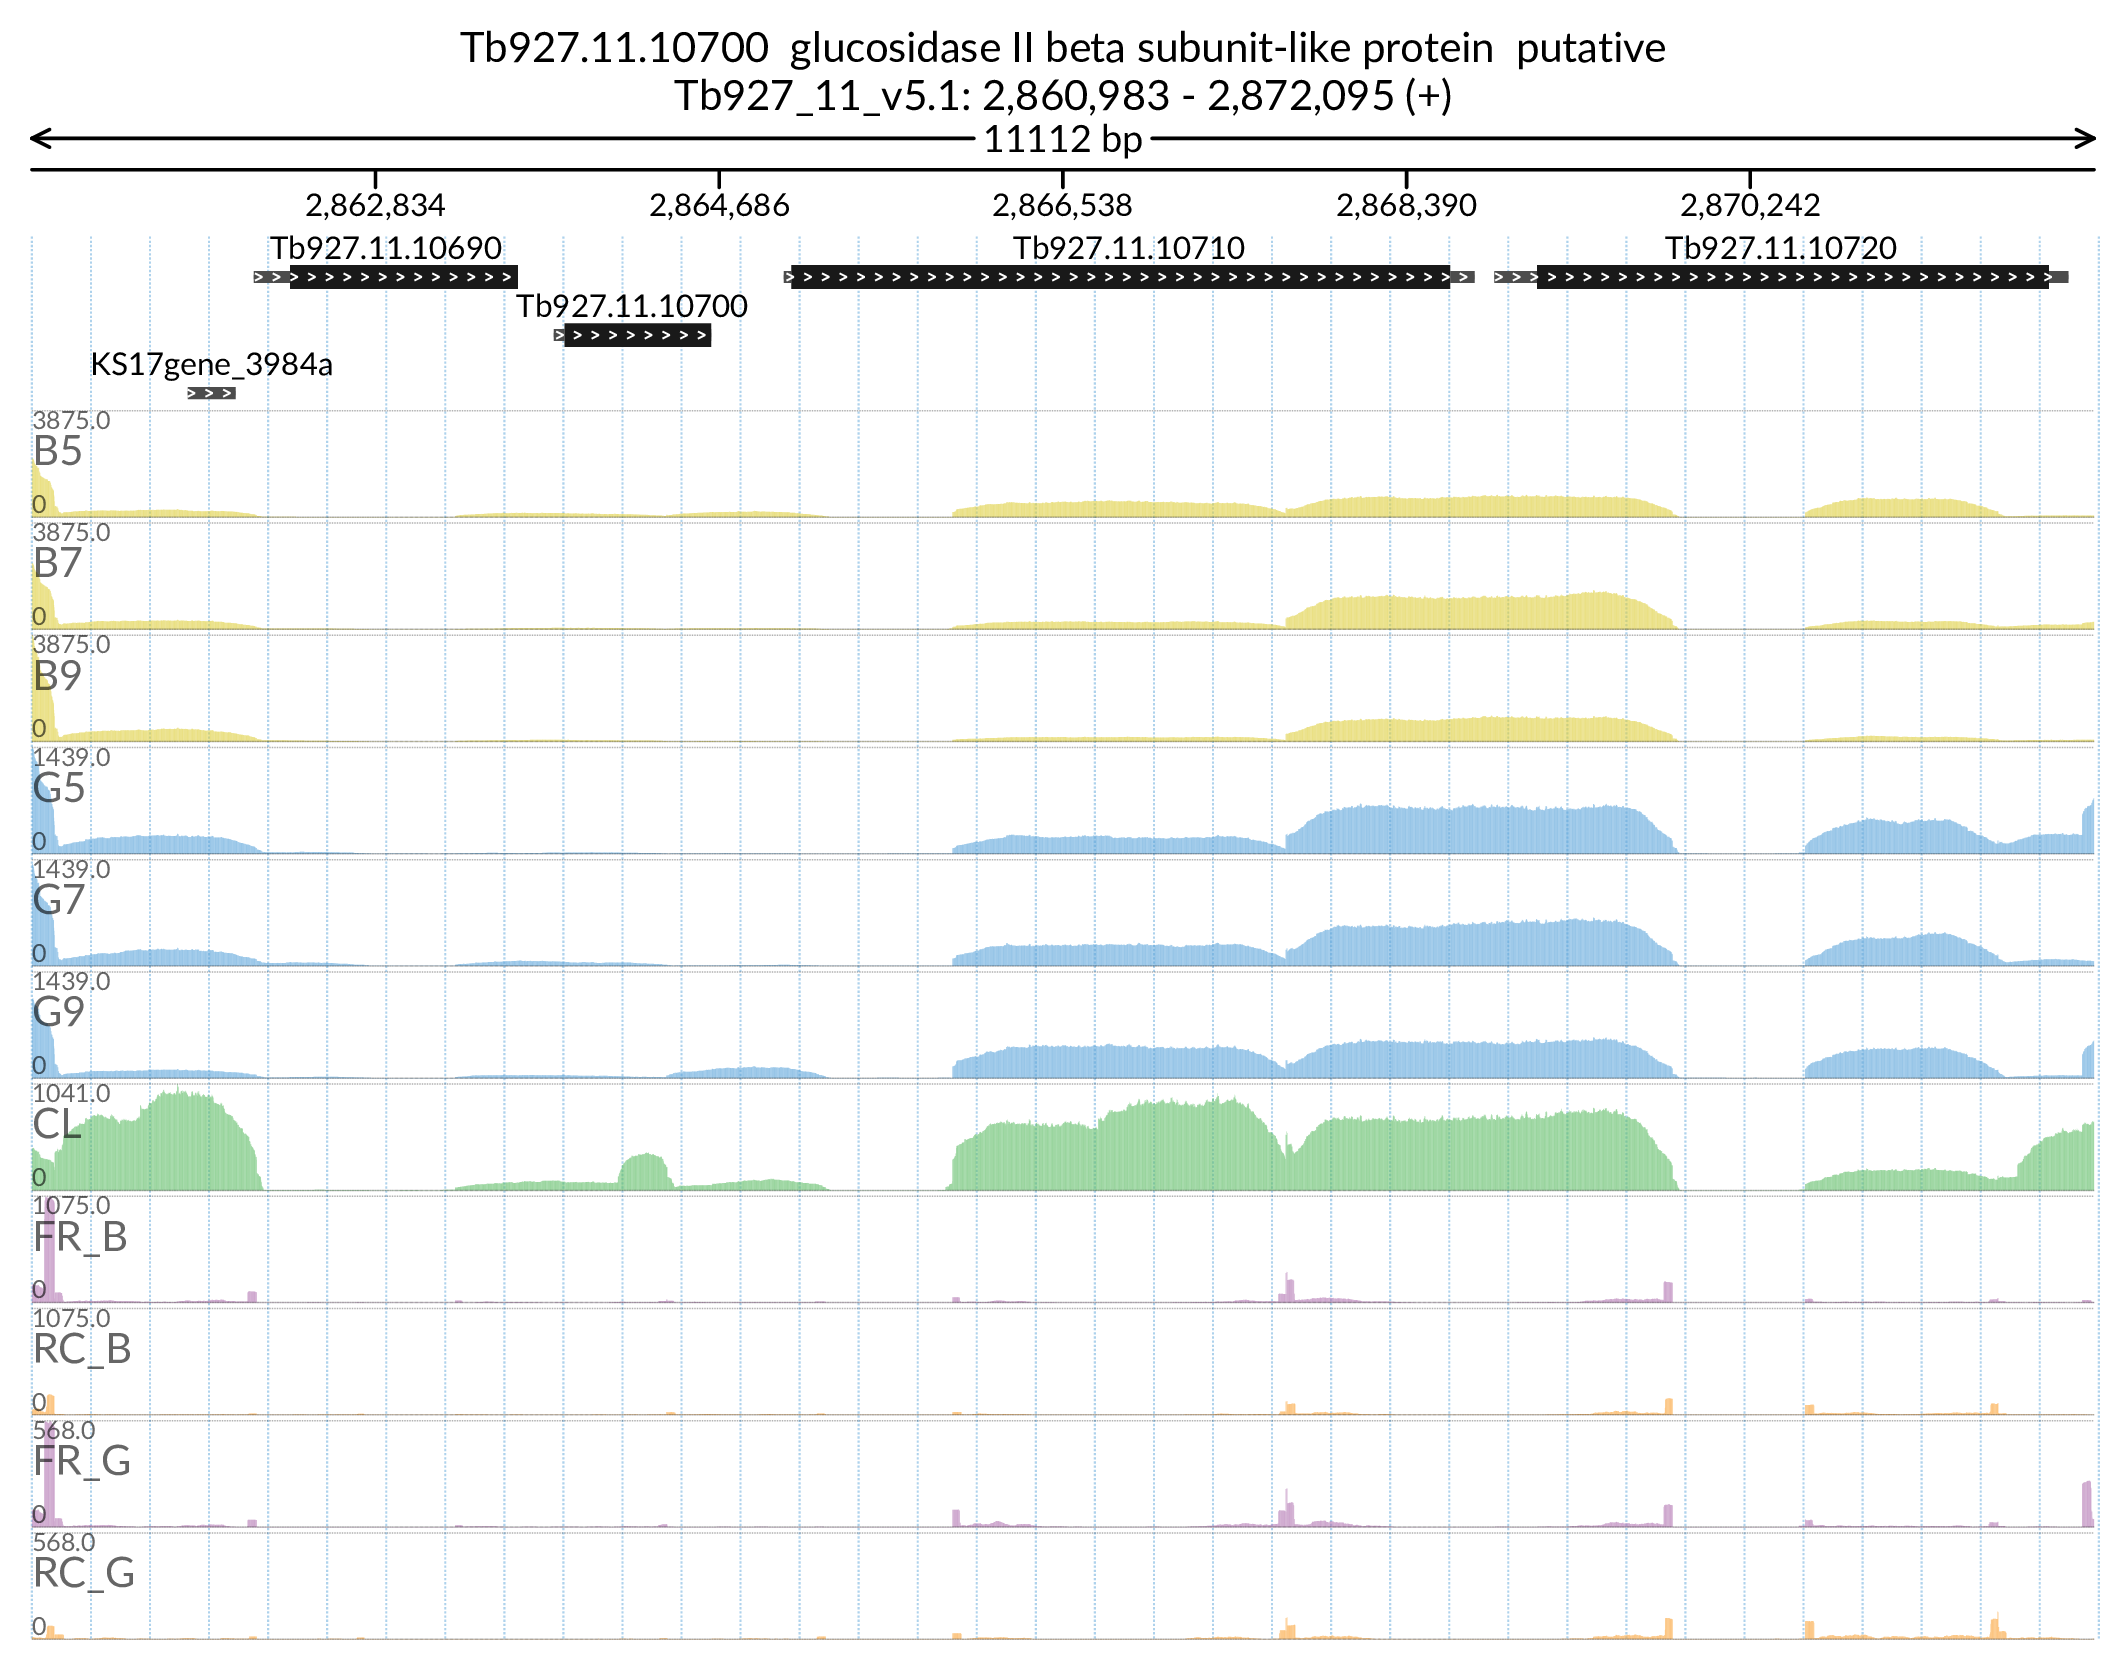 Tb927.11.10700  glucosidase II beta subunit-like protein  putative
Tb927_11_v5.1: 2,860,983 - 2,872,095 (+)
11112 bp
2,862,834 2,864,686 2,866,538 2,868,390 2,870,242
Tb927.11.10690 Tb927.11.10710 Tb927.11.10720
Tb927.11.10700
KS17gene_3984a
3875.0
B5
0
3875.0
B7
0
3875.0
B9
0
1439.0
G5
0
1439.0
G7
0
1439.0
G9
0
1041.0
CL
0
1075.0
FR_B
0
1075.0
RC_B
0
568.0
FR_G
0
568.0
RC_G
0